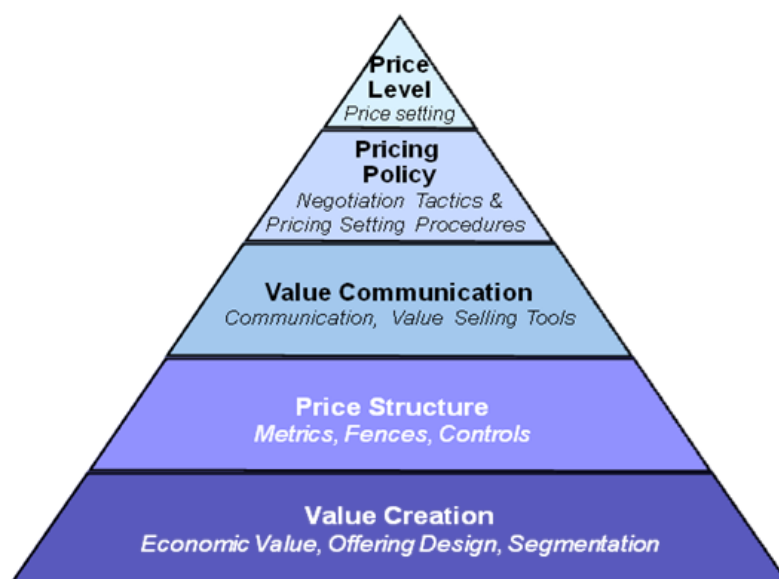 Price
Level
Price setting
Pricing
Policy
Negotiation Tactics &
Pricing Setting Procedures
Value Communication
Communication, Value Selling Tools
Price Structure
Metrics, Fences, Controls
Value Creation
Economic Value, Offering Design, Segmentation